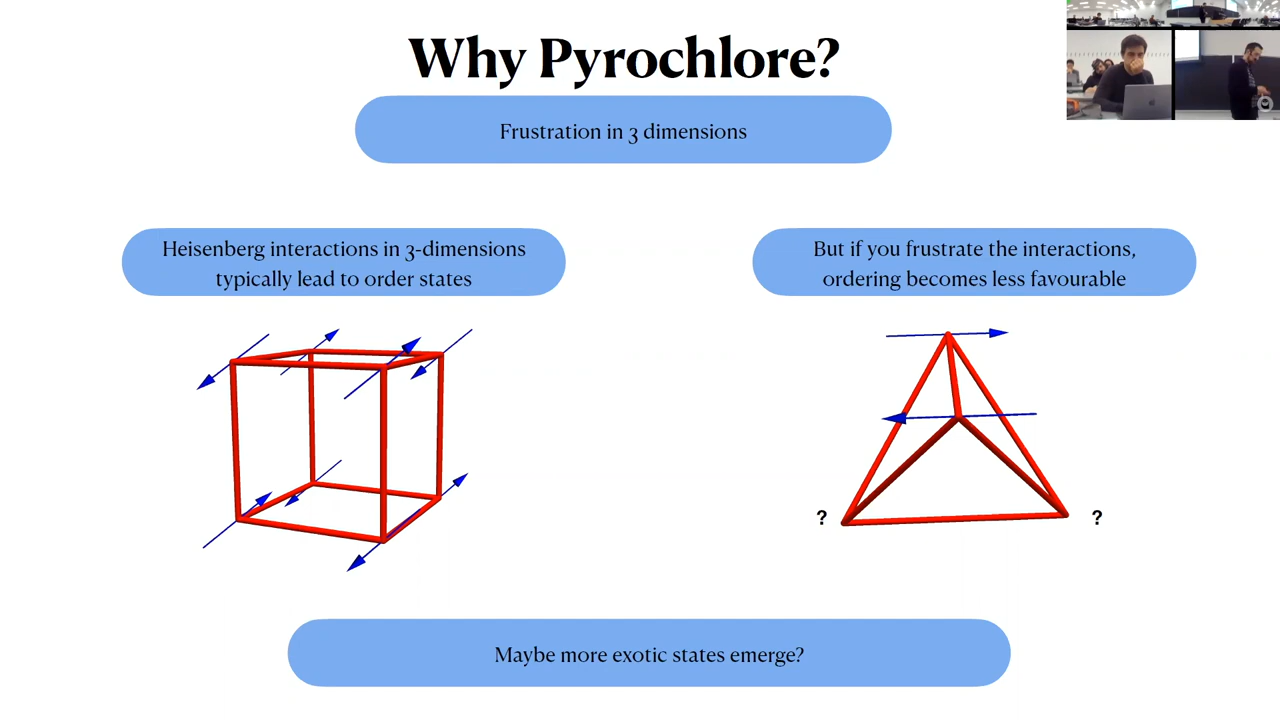 Why Pyrochlore?
Frustration in 3 dimensions
Heisenberg interactions in 3-dimensions
typically lead to order states
But if you frustrate the interactions,
ordering becomes less favourable
?
?
Maybe more exotic states emerge?